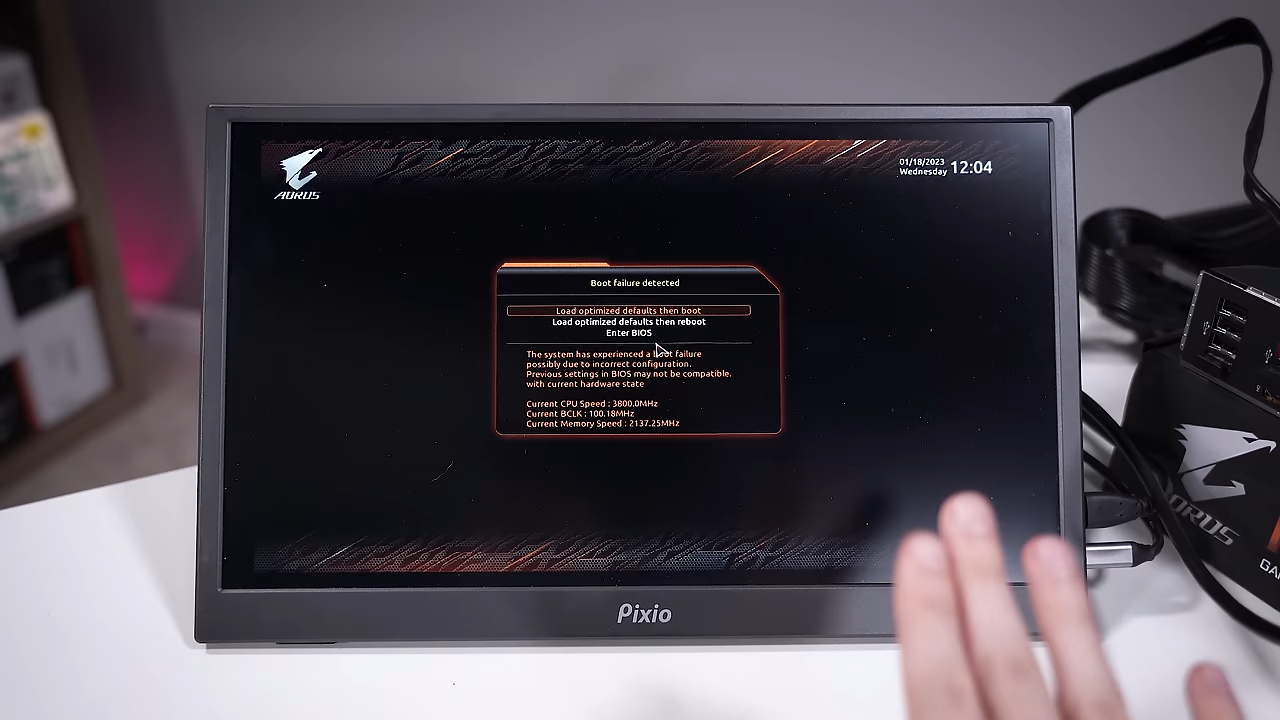 AORUS
01/18/2023
Wednesday
12:04
Boot failure detected
Load optimized defaults then boot
Load optimized defaults then reboot
Enter BIOS
The system has experienced a boot failure
possibly due to incorrect configuration.
Previous settings in BIOS may not be compatible.
with current hardware state
Current CPU Speed : 3800.0MHz
Current BCLK : 100.18MHz
Current Memory Speed : 2137.25MHz
Pixio
AORUS